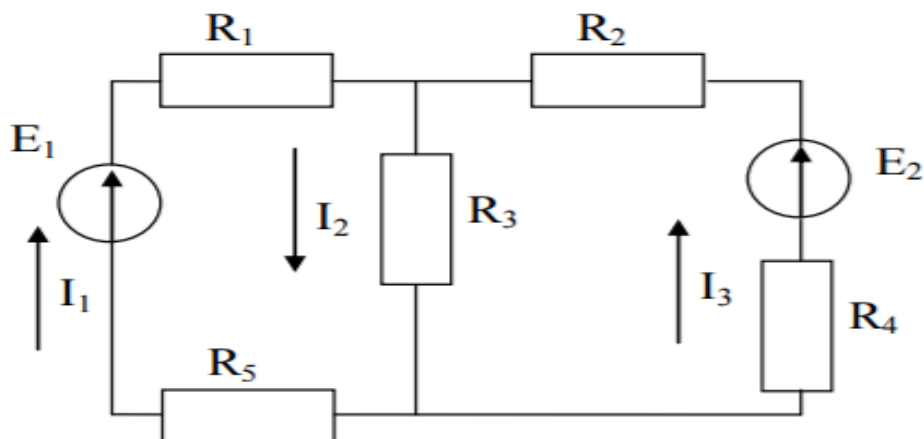 R₁
R₂
E₁
E₂
I₂
R₃
I₁
I₃
R₄
R₅